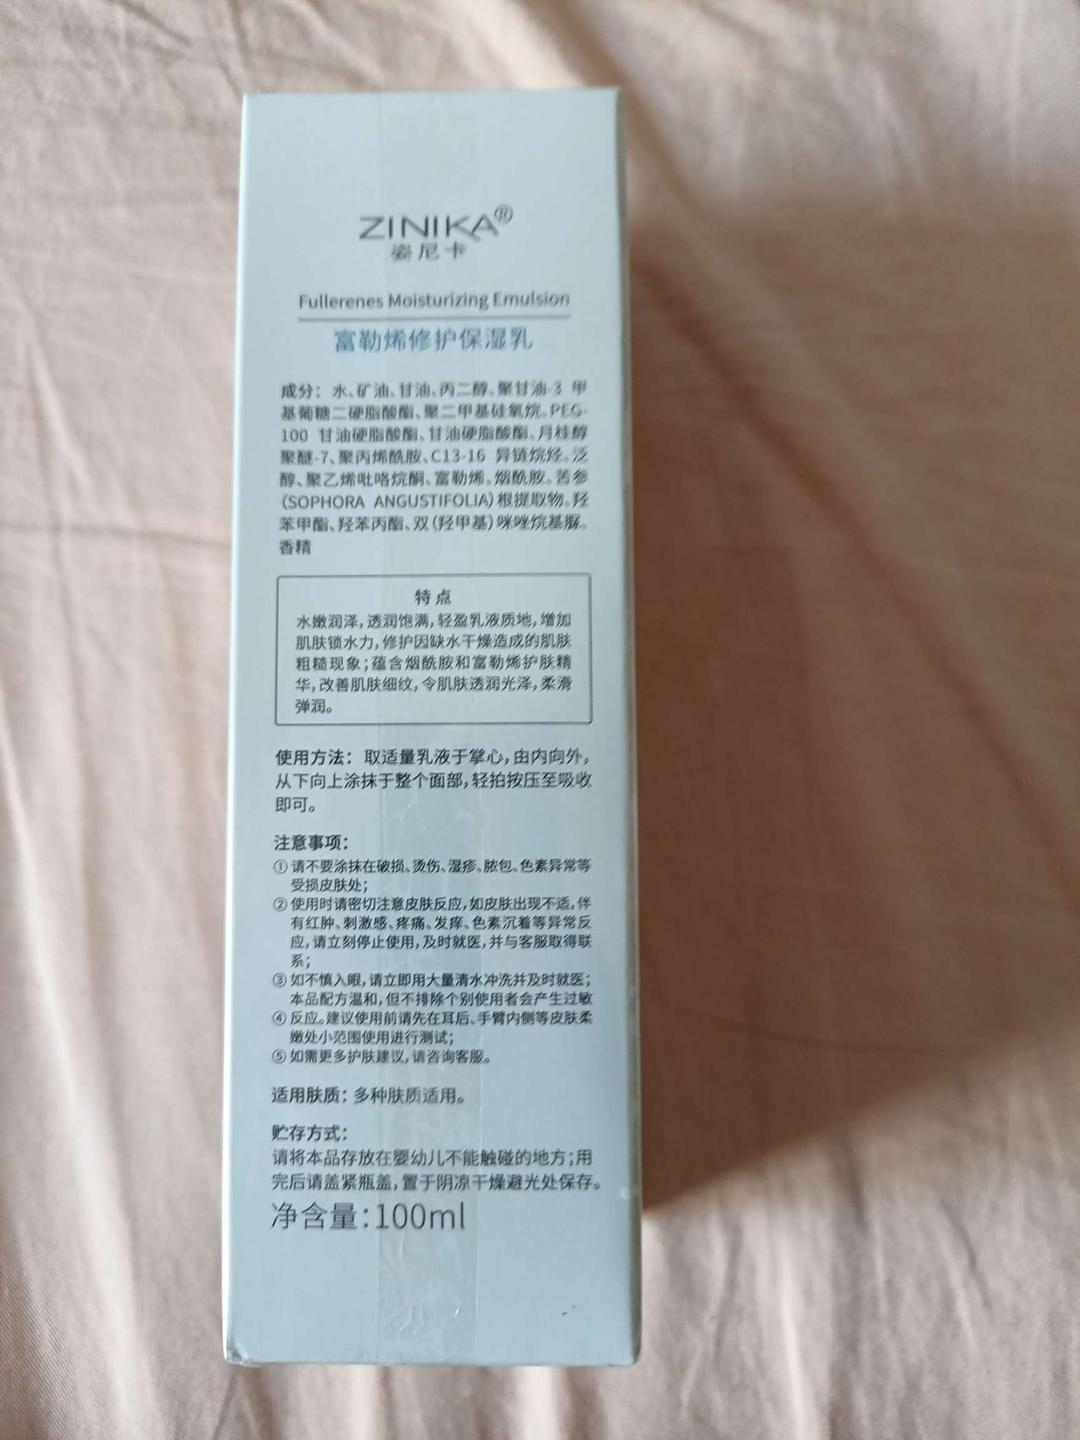 ZINIKA®
姿尼卡
Fullerenes Moisturizing Emulsion
富勒烯修护保湿乳
成分：水、矿油、甘油、丙二醇、聚甘油-3 甲
基葡糖二硬脂酸酯、聚二甲基硅氧烷、PEG-
100 甘油硬脂酸酯、甘油硬脂酸酯、月桂醇
聚醚-7、聚丙烯酰胺、C13-16 异链烷烃、泛
醇、聚乙烯吡咯烷酮、富勒烯、烟酰胺、苦参
(SOPHORA ANGUSTIFOLIA)根提取物、羟
苯甲酯、羟苯丙酯、双(羟甲基)咪唑烷基脲、
香精
特点
水嫩润泽，透润饱满，轻盈乳液质地，增加
肌肤锁水力，修护因缺水干燥造成的肌肤
粗糙现象；蕴含烟酰胺和富勒烯护肤精
华，改善肌肤细纹，令肌肤透润光泽，柔滑
弹润。
使用方法：取适量乳液于掌心，由内向外，
从下向上涂抹于整个面部，轻拍按压至吸收
即可。
注意事项：
① 请不要涂抹在破损、烫伤、湿疹、脓包、色素异常等
受损皮肤处；
② 使用时请密切注意皮肤反应，如皮肤出现不适，伴
有红肿、刺激感、疼痛、发痒、色素沉着等异常反
应，请立刻停止使用，及时就医，并与客服取得联
系；
③ 如不慎入眼，请立即用大量清水冲洗并及时就医；
本品配方温和，但不排除个别使用者会产生过敏
④ 反应。建议使用前请先在耳后、手臂内侧等皮肤柔
嫩处小范围使用进行测试；
⑤ 如需更多护肤建议，请咨询客服。
适用肤质：多种肤质适用。
贮存方式：
请将本品存放在婴幼儿不能触碰的地方；用
完后请盖紧瓶盖，置于阴凉干燥避光处保存。
净含量：100ml